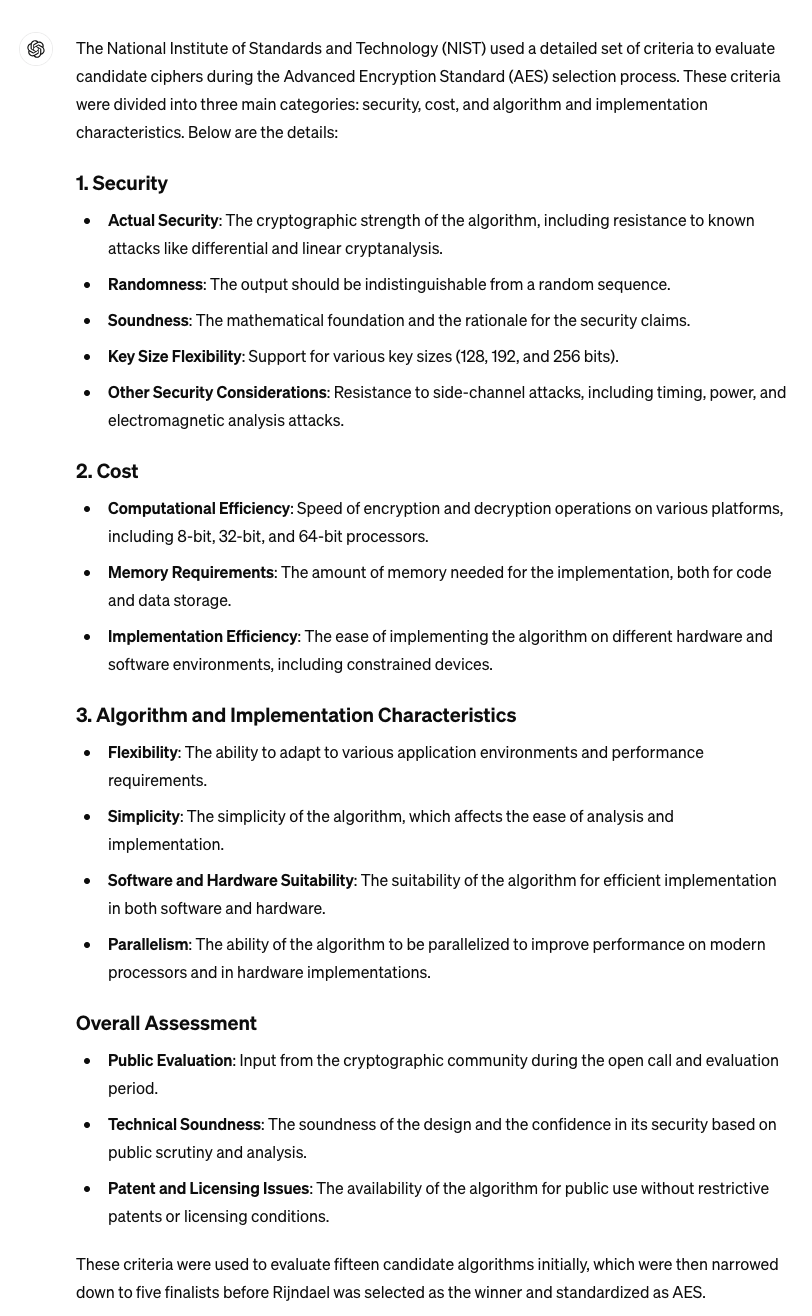 The National Institute of Standards and Technology (NIST) used a detailed set of criteria to evaluate
candidate ciphers during the Advanced Encryption Standard (AES) selection process. These criteria
were divided into three main categories: security, cost, and algorithm and implementation
characteristics. Below are the details:
1. Security
• Actual Security: The cryptographic strength of the algorithm, including resistance to known
attacks like differential and linear cryptanalysis.
• Randomness: The output should be indistinguishable from a random sequence.
• Soundness: The mathematical foundation and the rationale for the security claims.
• Key Size Flexibility: Support for various key sizes (128, 192, and 256 bits).
• Other Security Considerations: Resistance to side-channel attacks, including timing, power, and
electromagnetic analysis attacks.
2. Cost
• Computational Efficiency: Speed of encryption and decryption operations on various platforms,
including 8-bit, 32-bit, and 64-bit processors.
• Memory Requirements: The amount of memory needed for the implementation, both for code
and data storage.
• Implementation Efficiency: The ease of implementing the algorithm on different hardware and
software environments, including constrained devices.
3. Algorithm and Implementation Characteristics
• Flexibility: The ability to adapt to various application environments and performance
requirements.
• Simplicity: The simplicity of the algorithm, which affects the ease of analysis and
implementation.
• Software and Hardware Suitability: The suitability of the algorithm for efficient implementation
in both software and hardware.
• Parallelism: The ability of the algorithm to be parallelized to improve performance on modern
processors and in hardware implementations.
Overall Assessment
• Public Evaluation: Input from the cryptographic community during the open call and evaluation
period.
• Technical Soundness: The soundness of the design and the confidence in its security based on
public scrutiny and analysis.
• Patent and Licensing Issues: The availability of the algorithm for public use without restrictive
patents or licensing conditions.
These criteria were used to evaluate fifteen candidate algorithms initially, which were then narrowed
down to five finalists before Rijndael was selected as the winner and standardized as AES.